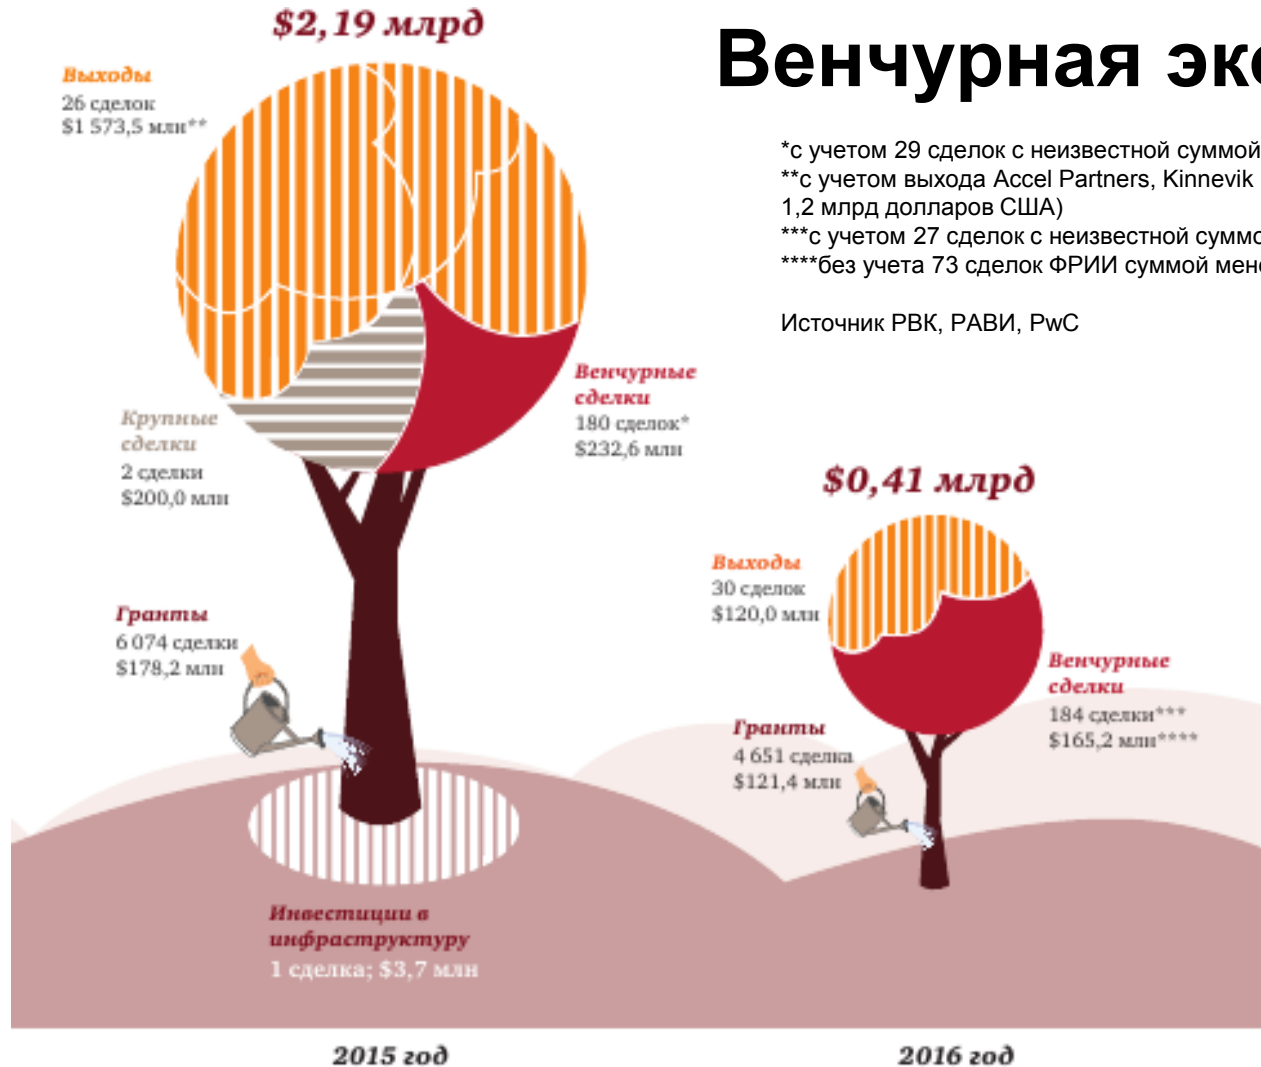 $2,19 млрд
Венчурная
Выходы
26 сделок
$1 573,5 млн**
*с учетом 29 сделок с неизвестной суммой
**с учетом выхода Accel Partners, Kinnevik
1,2 млрд долларов США)
***с учетом 27 сделок с неизвестной
****без учета 73 сделок ФРИИ суммой
Источник РВК, РАВИ, PwC
Венчурные
сделки
180 сделок*
$232,6 млн
Крупные
сделки
2 сделки
$200,0 млн
$0,41 млрд
Выходы
30 сделок
$120,0 млн
Гранты
6 074 сделки
$178,2 млн
Венчурные
сделки
184 сделки***
$165,2 млн****
Гранты
4 651 сделка
$121,4 млн
Инвестиции в
инфраструктуру
1 сделка; $3,7 млн
2015 год
2016 год